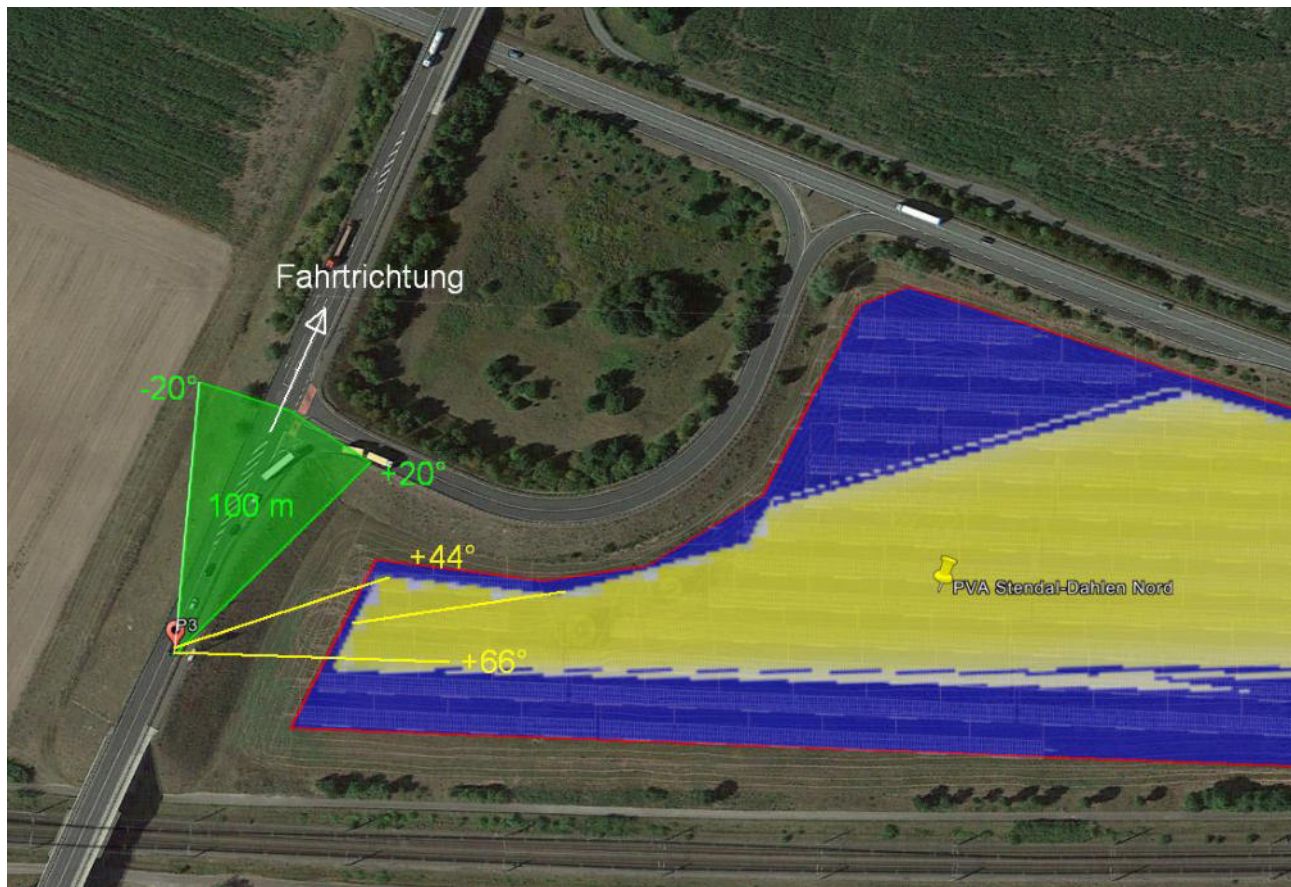 Fahrtrichtung
-20°
+20°
100 m
+44°
PVA Stendal-Dahlen Nord
P3
+66°